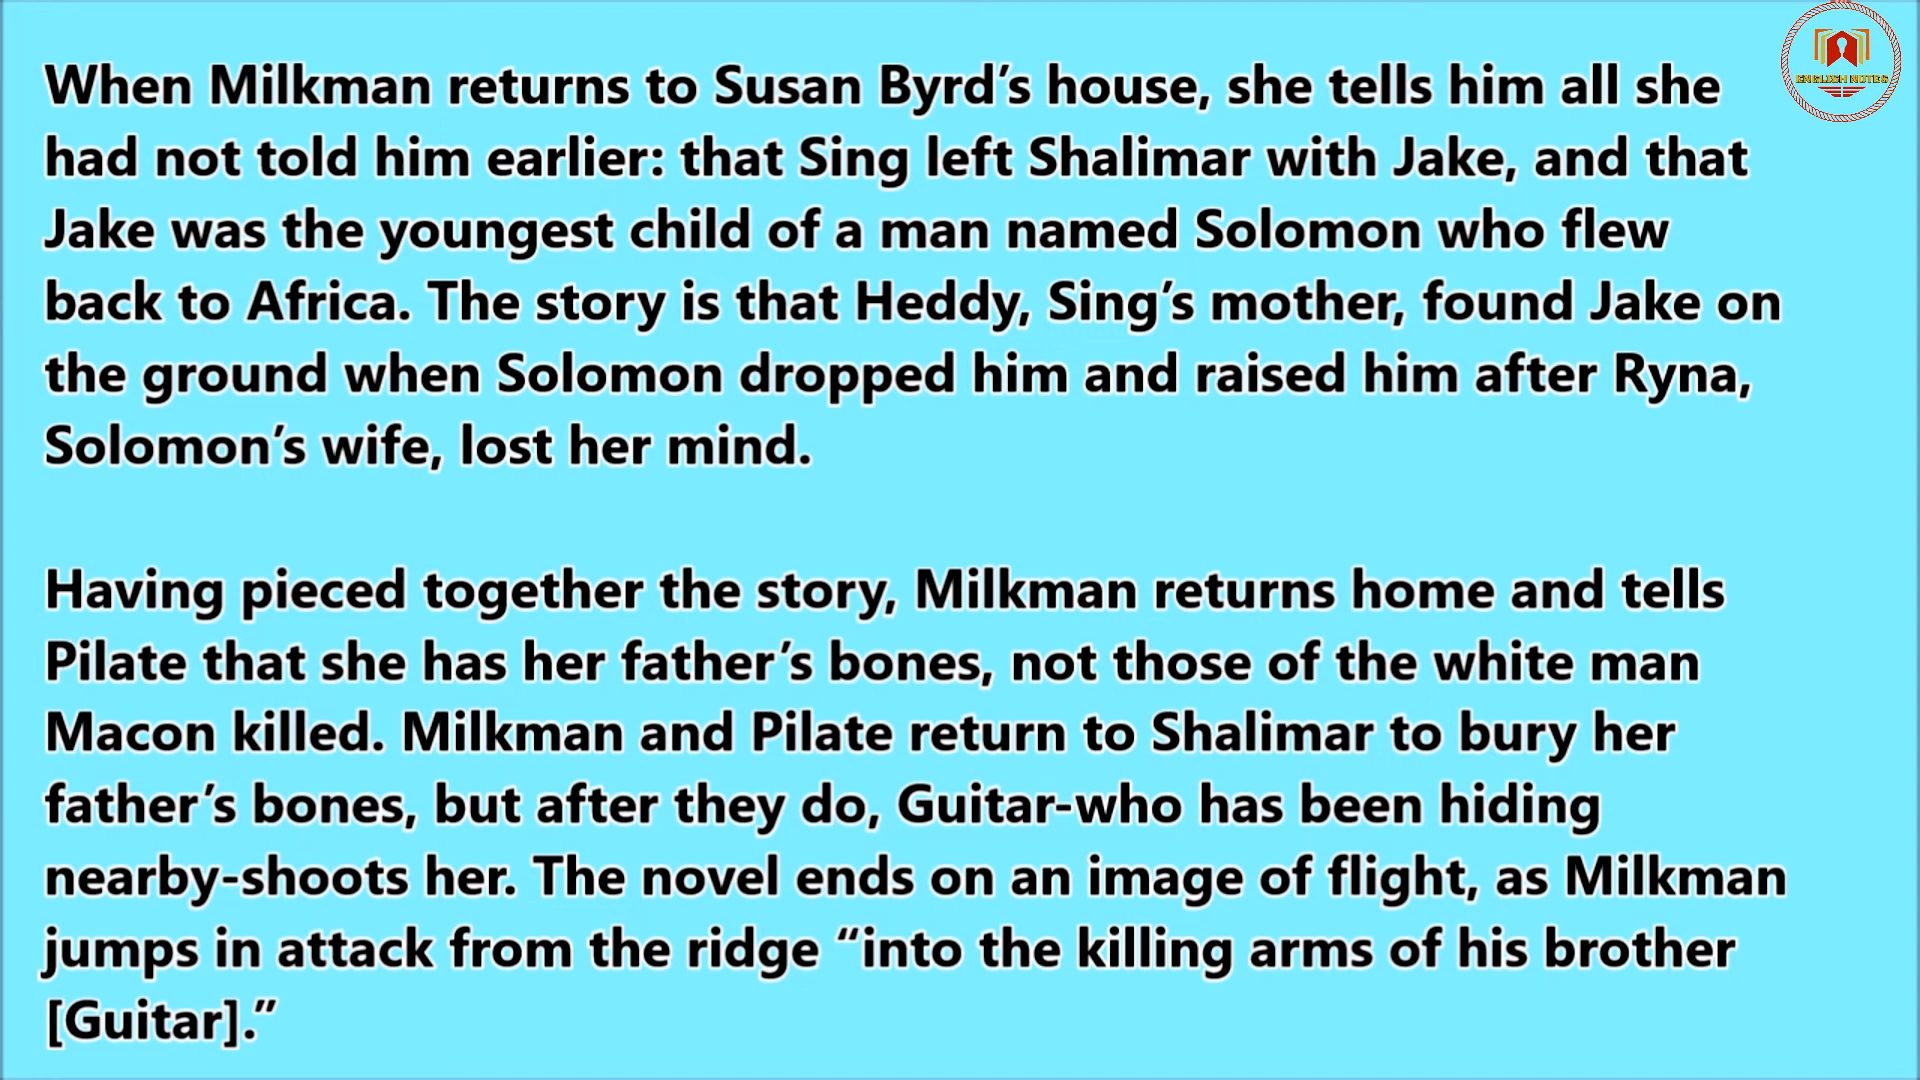 When Milkman returns to Susan Byrd’s house, she tells him all she
had not told him earlier: that Sing left Shalimar with Jake, and that
Jake was the youngest child of a man named Solomon who flew
back to Africa. The story is that Heddy, Sing’s mother, found Jake on
the ground when Solomon dropped him and raised him after Ryna,
Solomon’s wife, lost her mind.
Having pieced together the story, Milkman returns home and tells
Pilate that she has her father’s bones, not those of the white man
Macon killed. Milkman and Pilate return to Shalimar to bury her
father’s bones, but after they do, Guitar-who has been hiding
nearby-shoots her. The novel ends on an image of flight, as Milkman
jumps in attack from the ridge “into the killing arms of his brother
[Guitar].”
ENGLISH NOTES